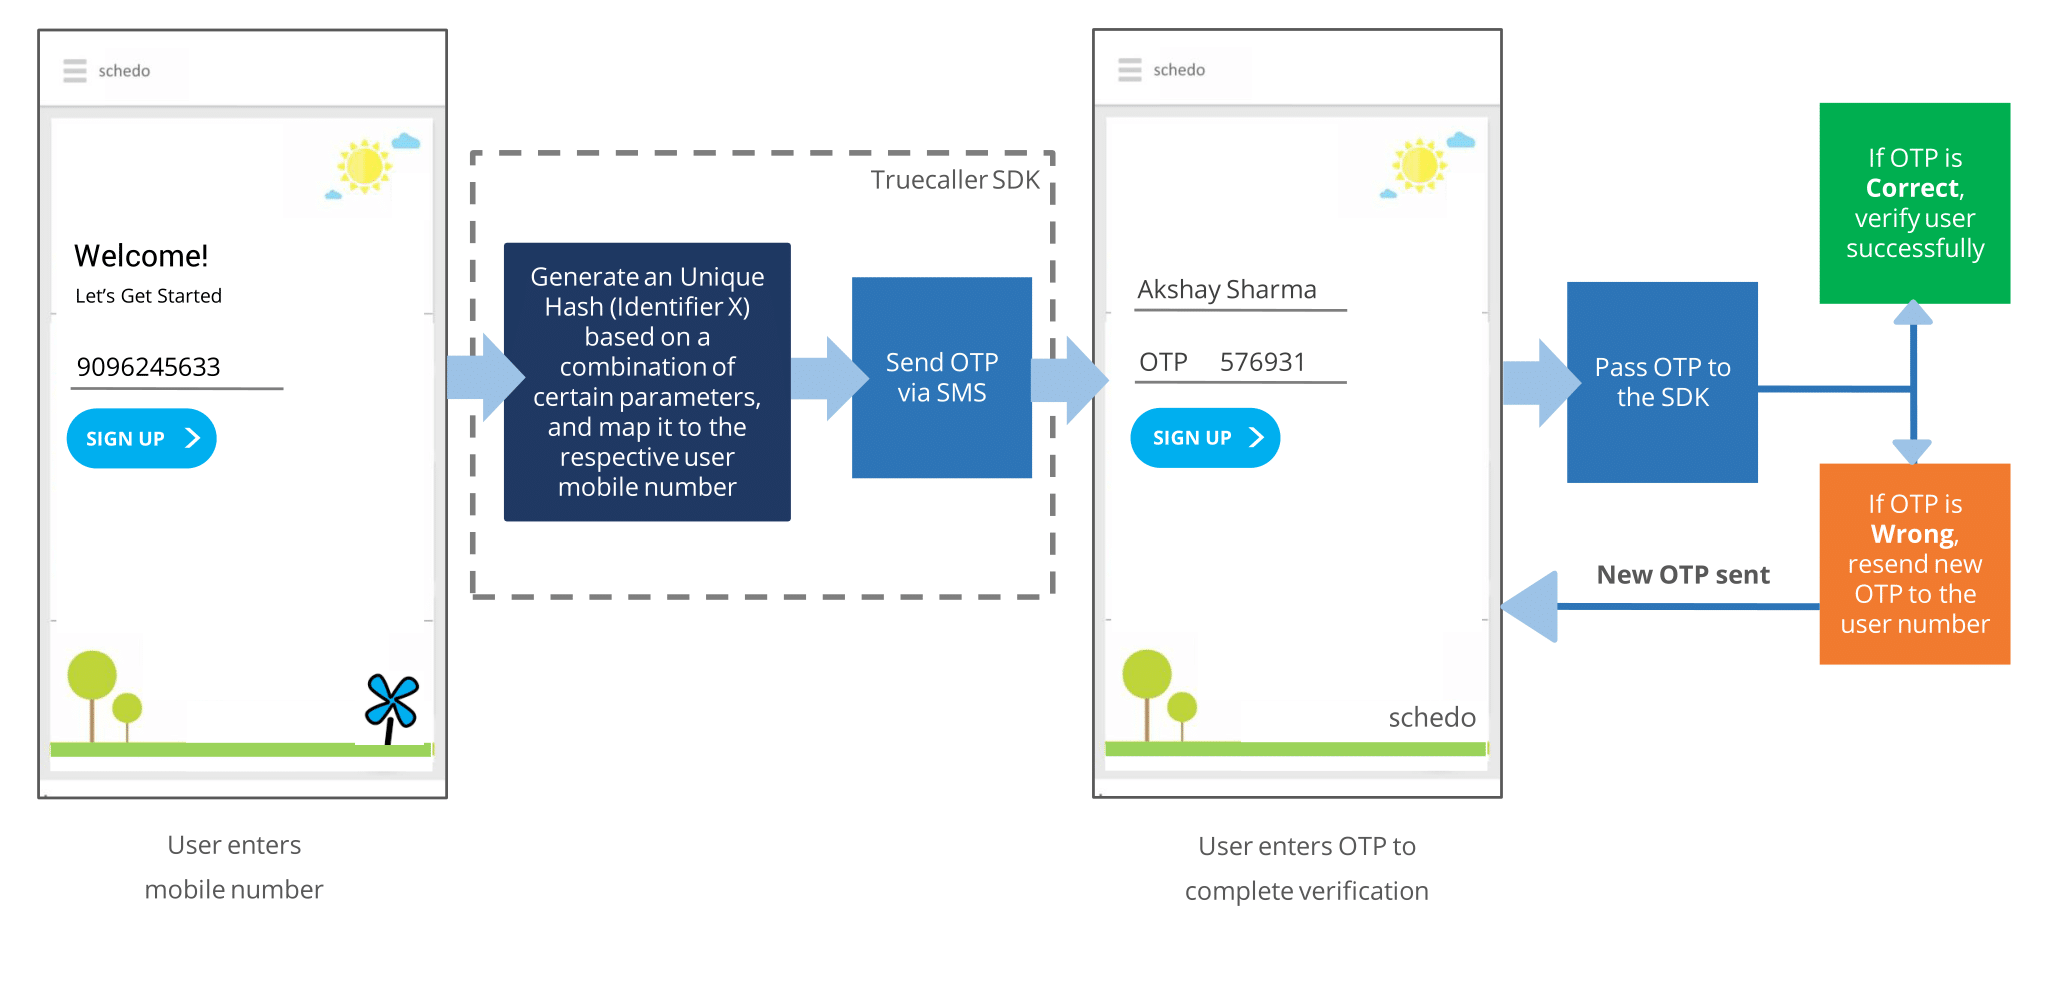 schedo
Welcome!
Let's Get Started
9096245633
SIGN UP
User enters
mobile number
Truecaller SDK
Generate an Unique
Hash (Identifier X)
based on a
combination of
certain parameters,
and map it to the
respective user
mobile number
Send OTP
via SMS
schedo
Akshay Sharma
OTP 576931
SIGN UP
schedo
User enters OTP to
complete verification
Pass OTP to
the SDK
If OTP is
Correct,
verify user
successfully
If OTP is
Wrong,
resend new
OTP to the
user number
New OTP sent